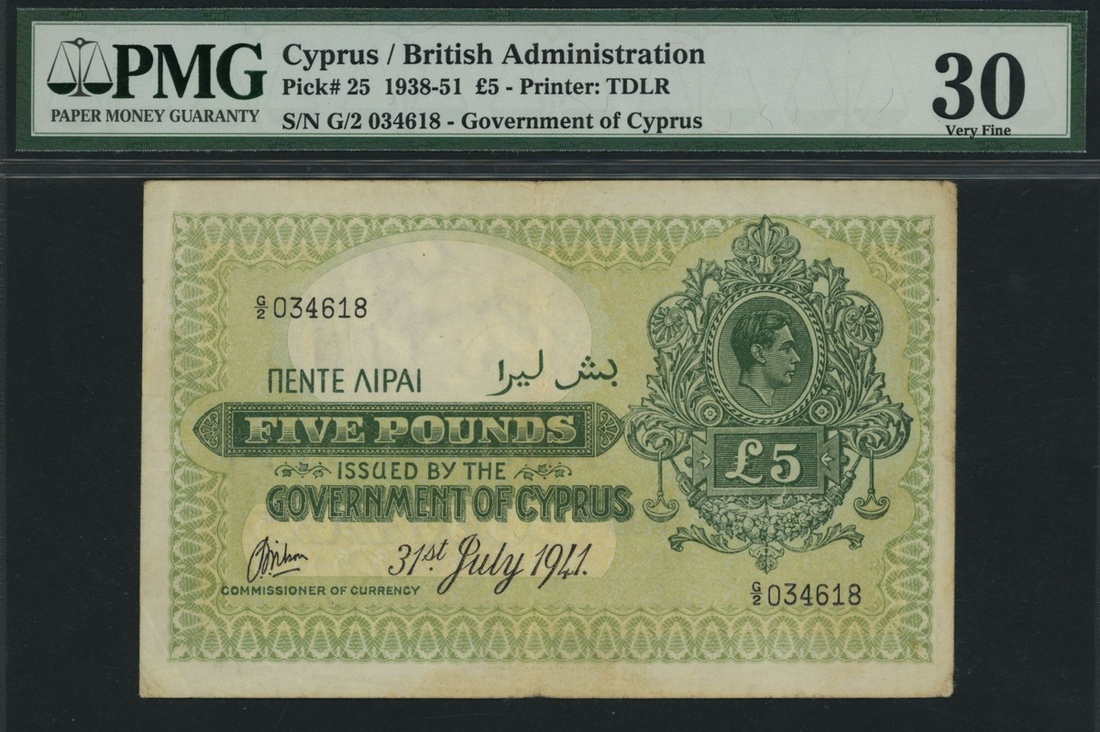 PMG
PAPER MONEY GUARANTY
Cyprus / British Administration
Pick# 25 1938-51 £5 - Printer: TDLR
S/N G/2 034618 - Government of Cyprus
30
Very Fine
G/2 034618
ΠΕΝΤΕ ΛΙΡΑΙ بش ليرا
FIVE POUNDS
£5
ISSUED BY THE
GOVERNMENT OF CYPRUS
31st July 1941.
COMMISSIONER OF CURRENCY
G/2 034618